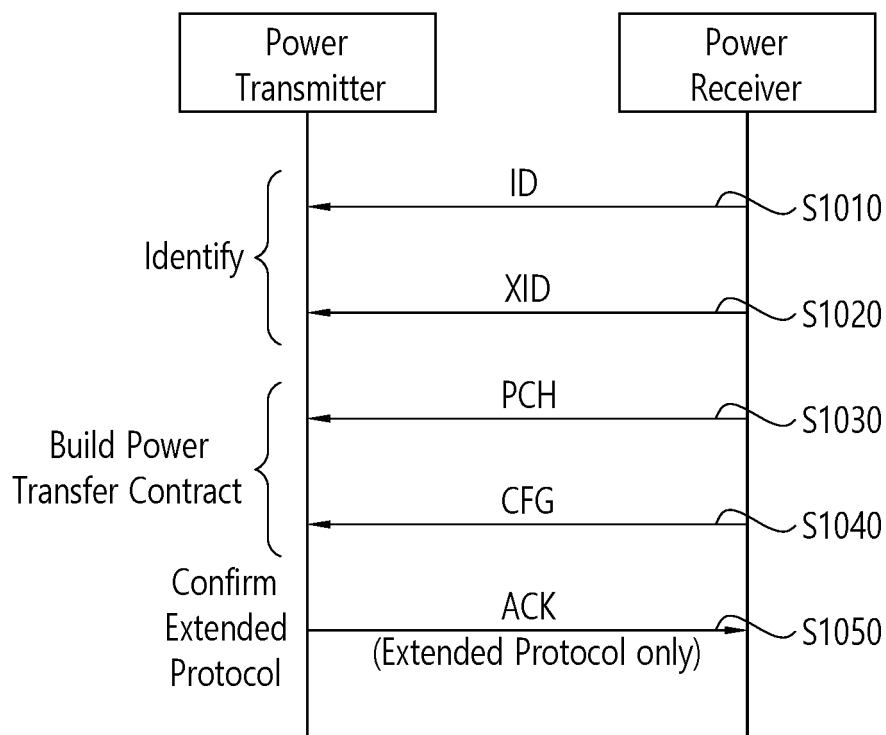 Power
Transmitter
Power
Receiver
ID
S1010
Identify
XID
S1020
PCH
S1030
Build Power
Transfer Contract
CFG
S1040
Confirm
Extended
Protocol
ACK
(Extended Protocol only)
S1050